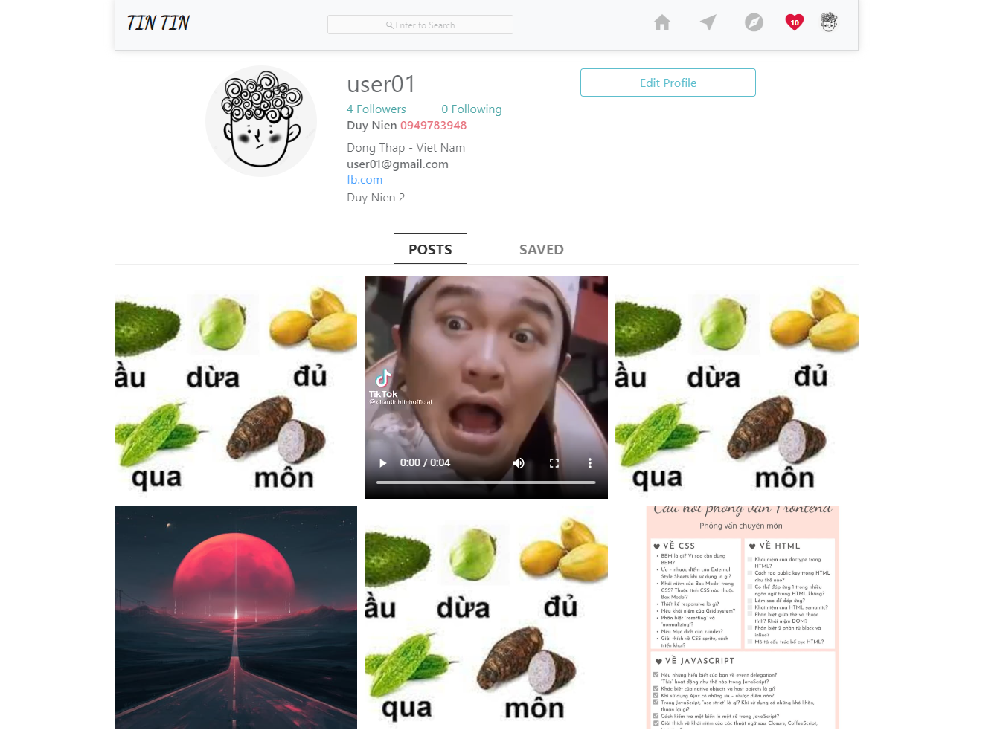 TIN TIN
Enter to Search
10
user01
Edit Profile
4 Followers
0 Following
Duy Nien 0949783948
Dong Thap - Viet Nam
user01@gmail.com
fb.com
Duy Nien 2
POSTS
SAVED
ầu dừa đủ
qua môn
TikTok
@chautinhtinhofficial
0:00 / 0:04
ầu dừa đủ
qua môn
ầu dừa đủ
qua môn
Câu hỏi phỏng vấn Frontend
Phỏng vấn chuyên môn
VỀ CSS
BEM là gì? Vì sao cần dùng
BEM?
Ưu - nhược điểm của External
Style Sheets khi sử dụng là gì?
Khái niệm của Box Model trong
CSS? Thuộc tính CSS nào thuộc
Box Model?
Thiết kế responsive là gì?
Nêu khái niệm của Grid system?
Phân biệt "resetting" và
"normalizing"?
Nêu Mục đích của z-index?
Giải thích về CSS sprite, cách
triển khai?
VỀ HTML
Khái niệm của doctype trong
HTML?
Cách tạo public key trong HTML
như thế nào?
Có thể đáp ứng 1 trong nhiều
ngôn ngữ trong HTML không?
Làm sao để đáp ứng?
Khái niệm của HTML semantic?
Phân biệt giữa thẻ và thuộc
tính? Khái niệm DOM?
Phân biệt 2 phần tử block và
inline?
Mô tả cấu trúc bố cục HTML?
VỀ JAVASCRIPT
Nêu những hiểu biết của bạn về event delegation?
"This" hoạt động như thế nào trong JavaScript?
Khác biệt của native objects và host objects là gì?
Khi sử dụng Ajax có những ưu - nhược điểm nào?
Trong JavaScript, "use strict" là gì? Khi sử dụng có những khó khăn,
thuận lợi gì?
Cách kiểm tra một biến là một số trong JavaScript?
Giải thích về khái niệm của các thuật ngữ sau: Closure, CoffeeScript,